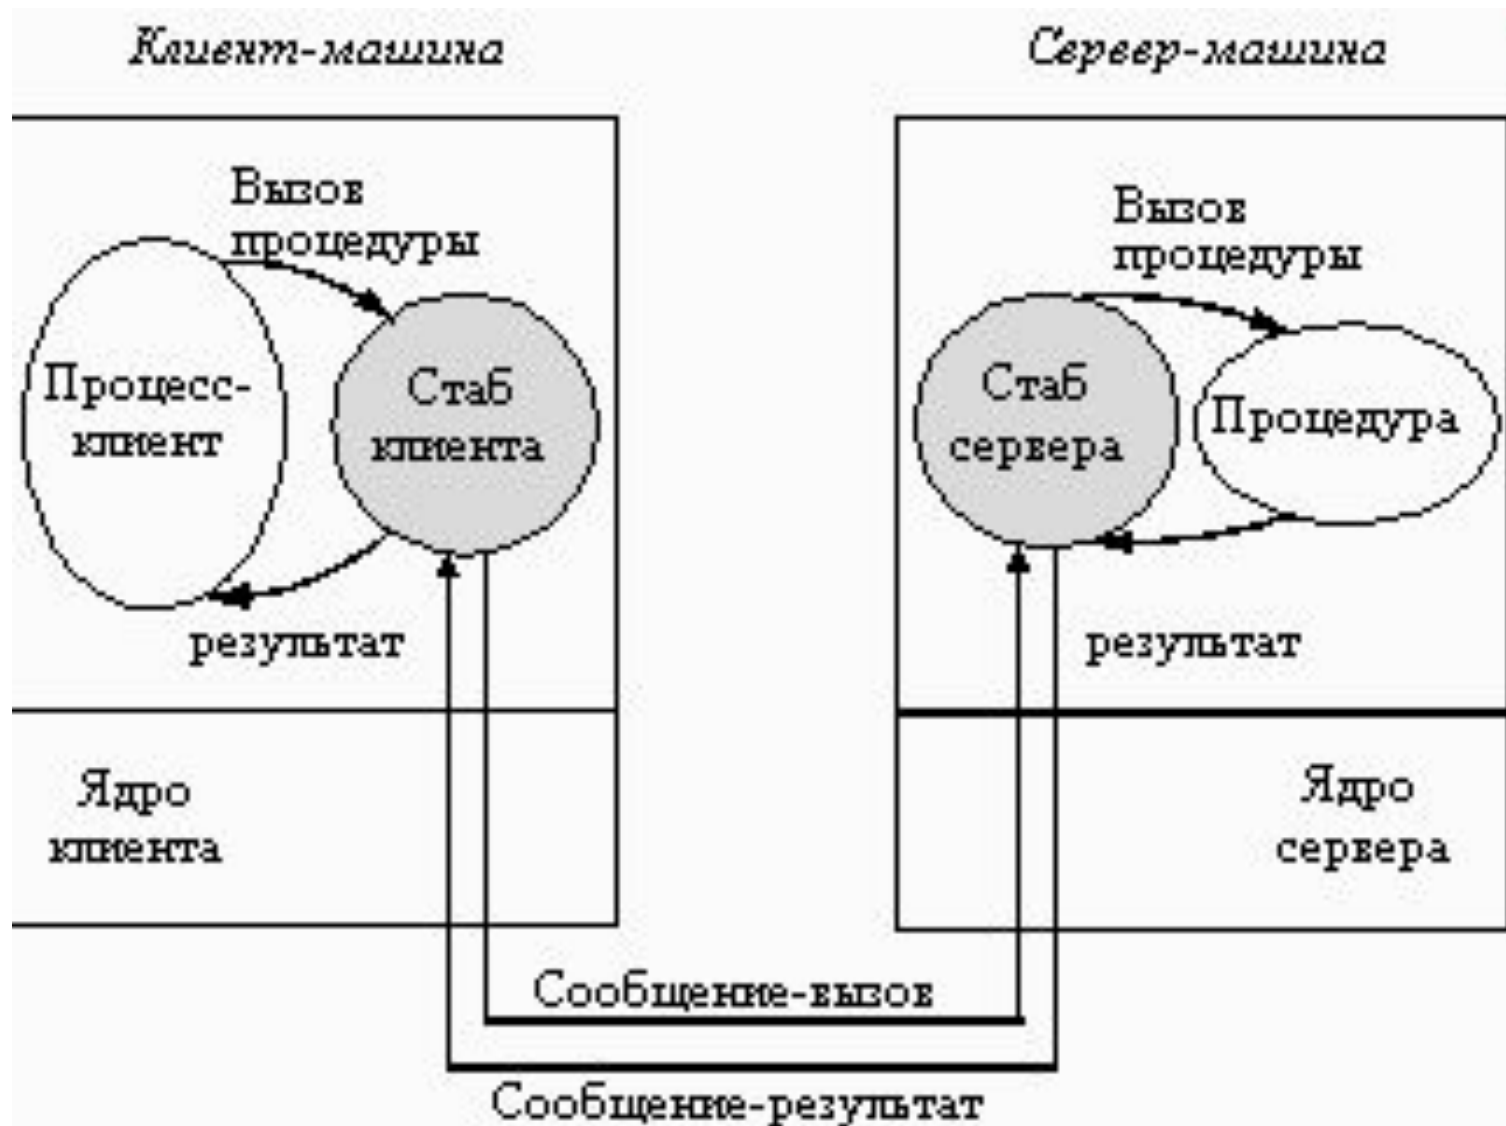 Клиент-машина
Сервер-машина
Вызов
процедуры
Вызов
процедуры
Процесс-
клиент
Стаб
клиента
Стаб
сервера
Процедура
результат
результат
Ядро
клиента
Ядро
сервера
Сообщение-вызов
Сообщение-результат